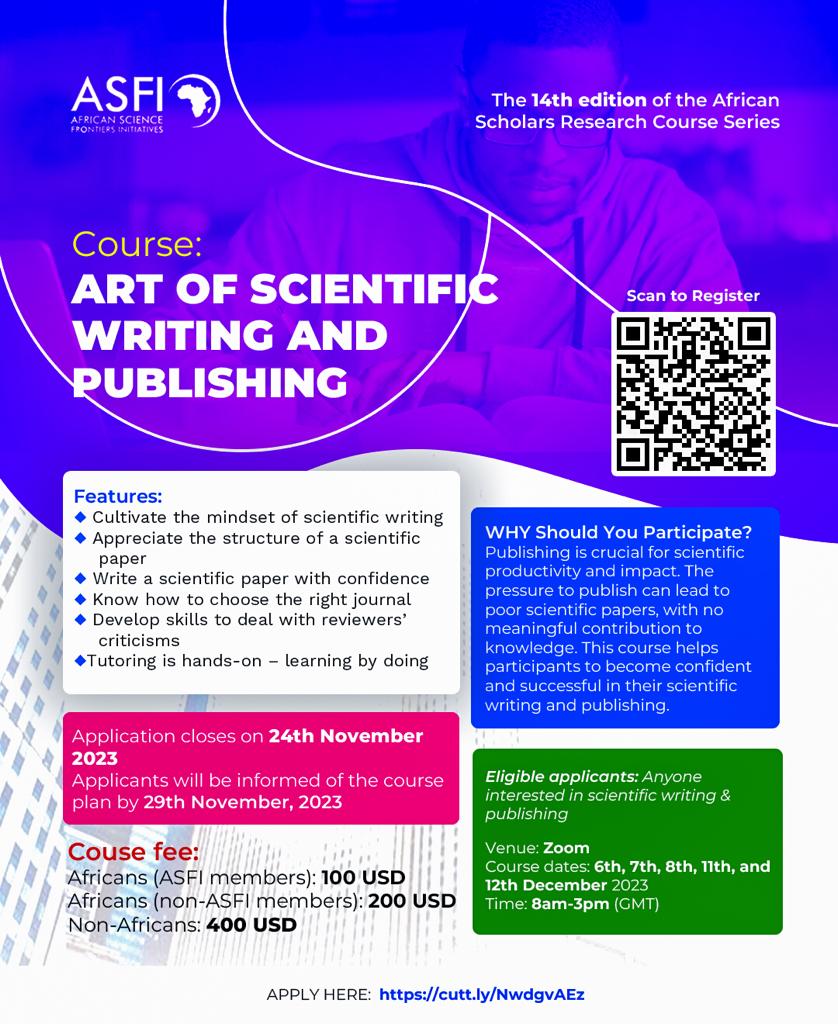 ASFI
AFRICAN SCIENCE
FRONTIERS INITIATIVES
The 14th edition of the African
Scholars Research Course Series
Course:
ART OF SCIENTIFIC
WRITING AND
PUBLISHING
Scan to Register
Features:
◆ Cultivate the mindset of scientific writing
◆ Appreciate the structure of a scientific
paper
◆ Write a scientific paper with confidence
◆ Know how to choose the right journal
◆ Develop skills to deal with reviewers’
criticisms
◆Tutoring is hands-on – learning by doing
WHY Should You Participate?
Publishing is crucial for scientific
productivity and impact. The
pressure to publish can lead to
poor scientific papers, with no
meaningful contribution to
knowledge. This course helps
participants to become confident
and successful in their scientific
writing and publishing.
Application closes on 24th November
2023
Applicants will be informed of the course
plan by 29th November, 2023
Eligible applicants: Anyone
interested in scientific writing &
publishing
Venue: Zoom
Course dates: 6th, 7th, 8th, 11th, and
12th December 2023
Time: 8am-3pm (GMT)
Couse fee:
Africans (ASFI members): 100 USD
Africans (non-ASFI members): 200 USD
Non-Africans: 400 USD
APPLY HERE: https://cutt.ly/NwdgvAEz